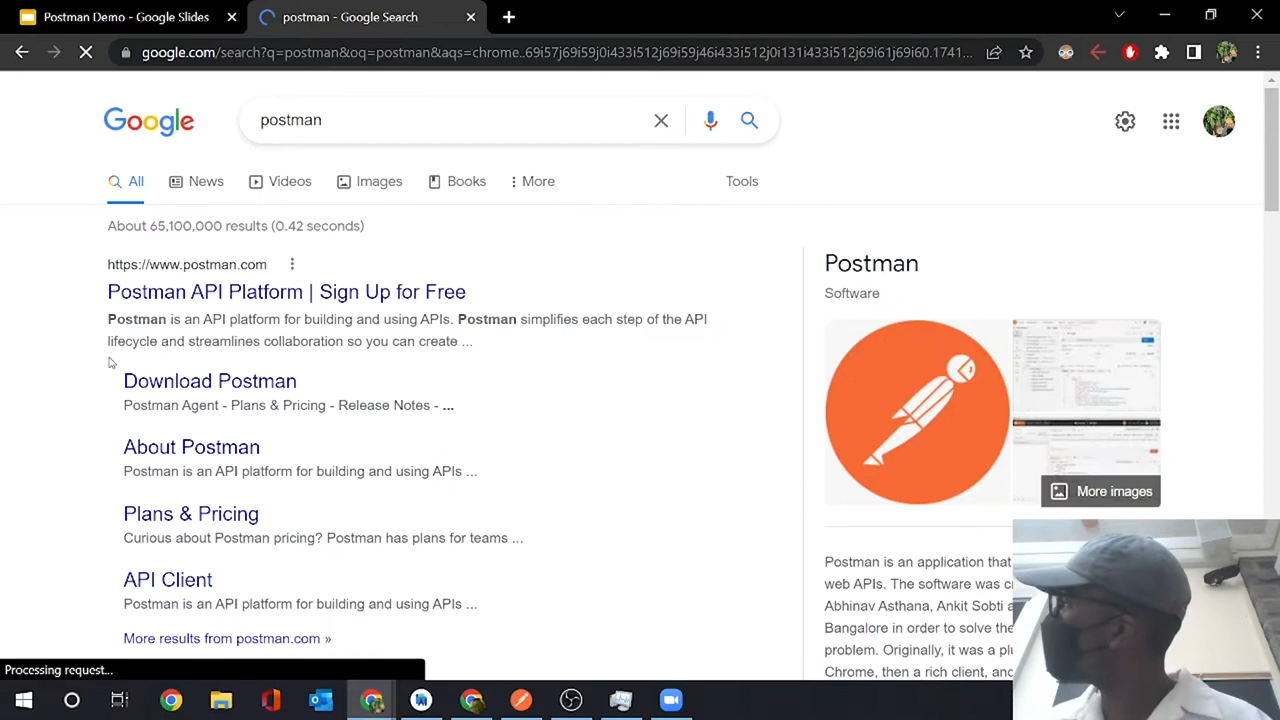 Postman Demo - Google Slides
postman - Google Search
google.com/search?q=postman&oq=postman&aqs=chrome.69i57j69i59j0i433i512j69i59j46i433i512j0i131i433i512j69i61j69i60.1741...
Google
postman
All
News
Videos
Images
Books
More
Tools
About 65,100,000 results (0.42 seconds)
https://www.postman.com
Postman API Platform | Sign Up for Free
Postman is an API platform for building and using APIs. Postman simplifies each step of the API
lifecycle and streamlines collaboration. You can create ...
Download Postman
Postman Agent - Plans & Pricing - Release Notes - ...
About Postman
Postman is an API platform for building and using APIs ...
Plans & Pricing
Curious about Postman pricing? Postman has plans for teams ...
API Client
Postman is an API platform for building and using APIs ...
More results from postman.com »
Postman
Software
More images
Postman is an application that
web APIs. The software was c
Abhinav Asthana, Ankit Sobti a
Bangalore in order to solve the
problem. Originally, it was a plu
Chrome, then a rich client, an
Processing request...